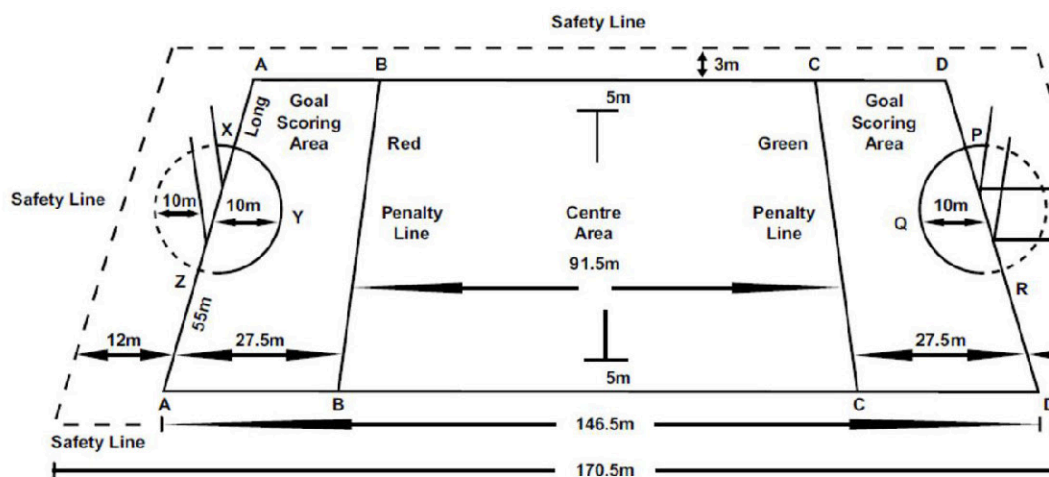 Safety Line
A
B
C
D
3m
Long
Goal
Scoring
Area
5m
Goal
Scoring
Area
X
Red
Green
P
Safety Line
10m
10m
Y
Penalty
Line
Centre
Area
Penalty
Line
Q
10m
91.5m
Z
R
55m
12m
27.5m
27.5m
5m
A
B
C
D
146.5m
Safety Line
170.5m